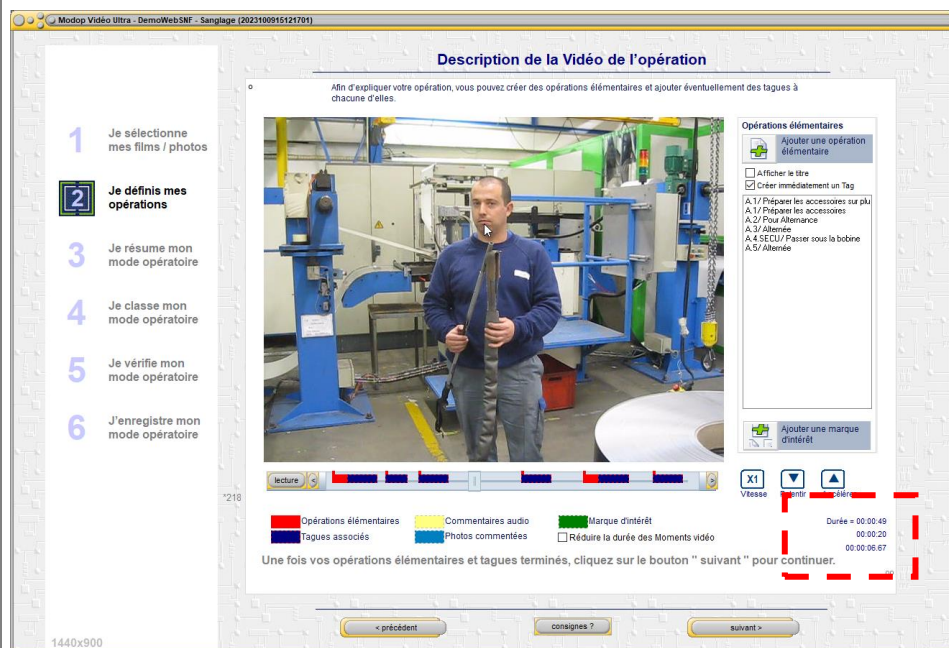 Modop Vidéo Ultra - DemoWebSNF - Sanglage (2023100915121701)
Description de la Vidéo de l'opération
Afin d'expliquer votre opération, vous pouvez créer des opérations élémentaires et ajouter éventuellement des tagues à
chacune d'elles.
1
Je sélectionne
mes films / photos
2
Je définis mes
opérations
3
Je résume mon
mode opératoire
4
Je classe mon
mode opératoire
5
Je vérifie mon
mode opératoire
6
J'enregistre mon
mode opératoire
1440x900
Opérations élémentaires
Ajouter une opération
élémentaire
Afficher le titre
Créer immédiatement un Tag
A.1/ Préparer les accessoires sur plu
A.1/ Préparer les accessoires
A.2/ Pour Alternance
A.3/ Alternée
A.4.SECU/ Passer sous la bobine
A.5/ Alternée
Ajouter une marque
d'intérêt
lecture
<
>
X1
Vitesse
Ralentir
Accélérer
*218
Opérations élémentaires
Commentaires audio
Marque d'intérêt
Tagues associés
Photos commentées
Réduire la durée des Moments vidéo
Durée = 00:00:49
00:00:20
00:00:06.67
Une fois vos opérations élémentaires et tagues terminés, cliquez sur le bouton " suivant " pour continuer.
< précédent
consignes ?
suivant >